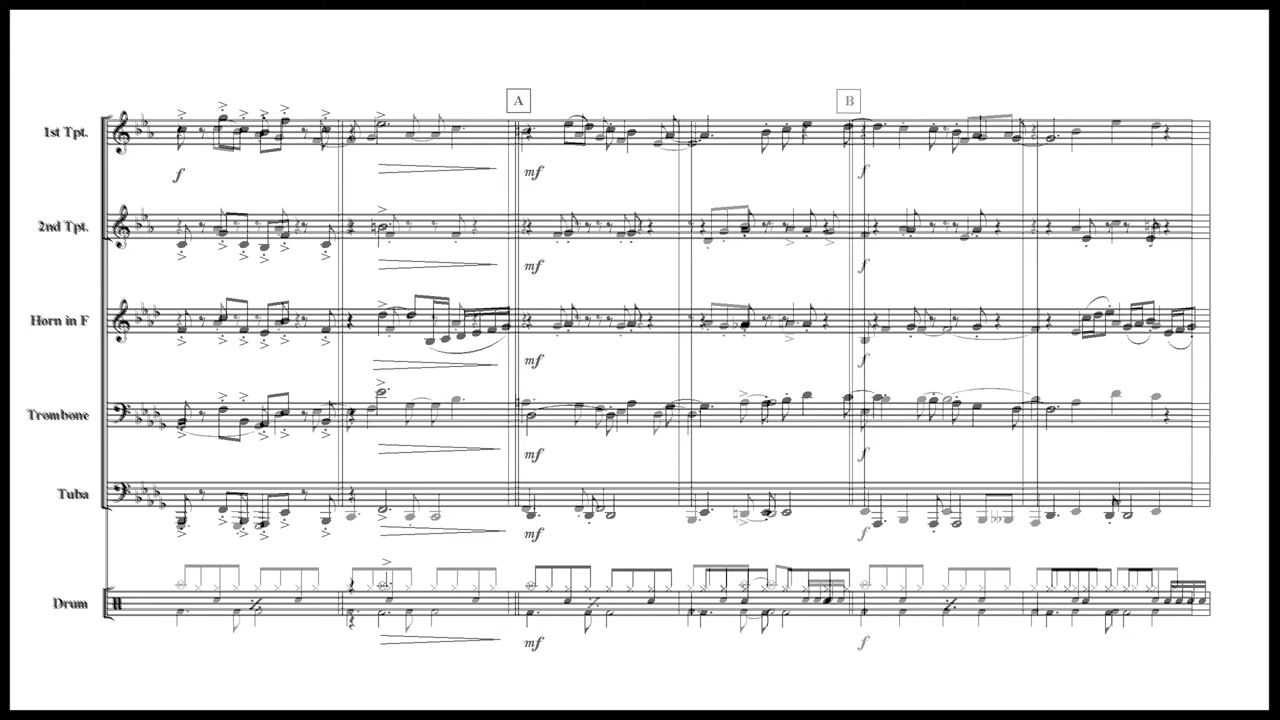 A B
1st Tpt.
f mf f
2nd Tpt.
mf f
Horn in F
mf f
Trombone
mf f
Tuba
mf f
Drum
mf f